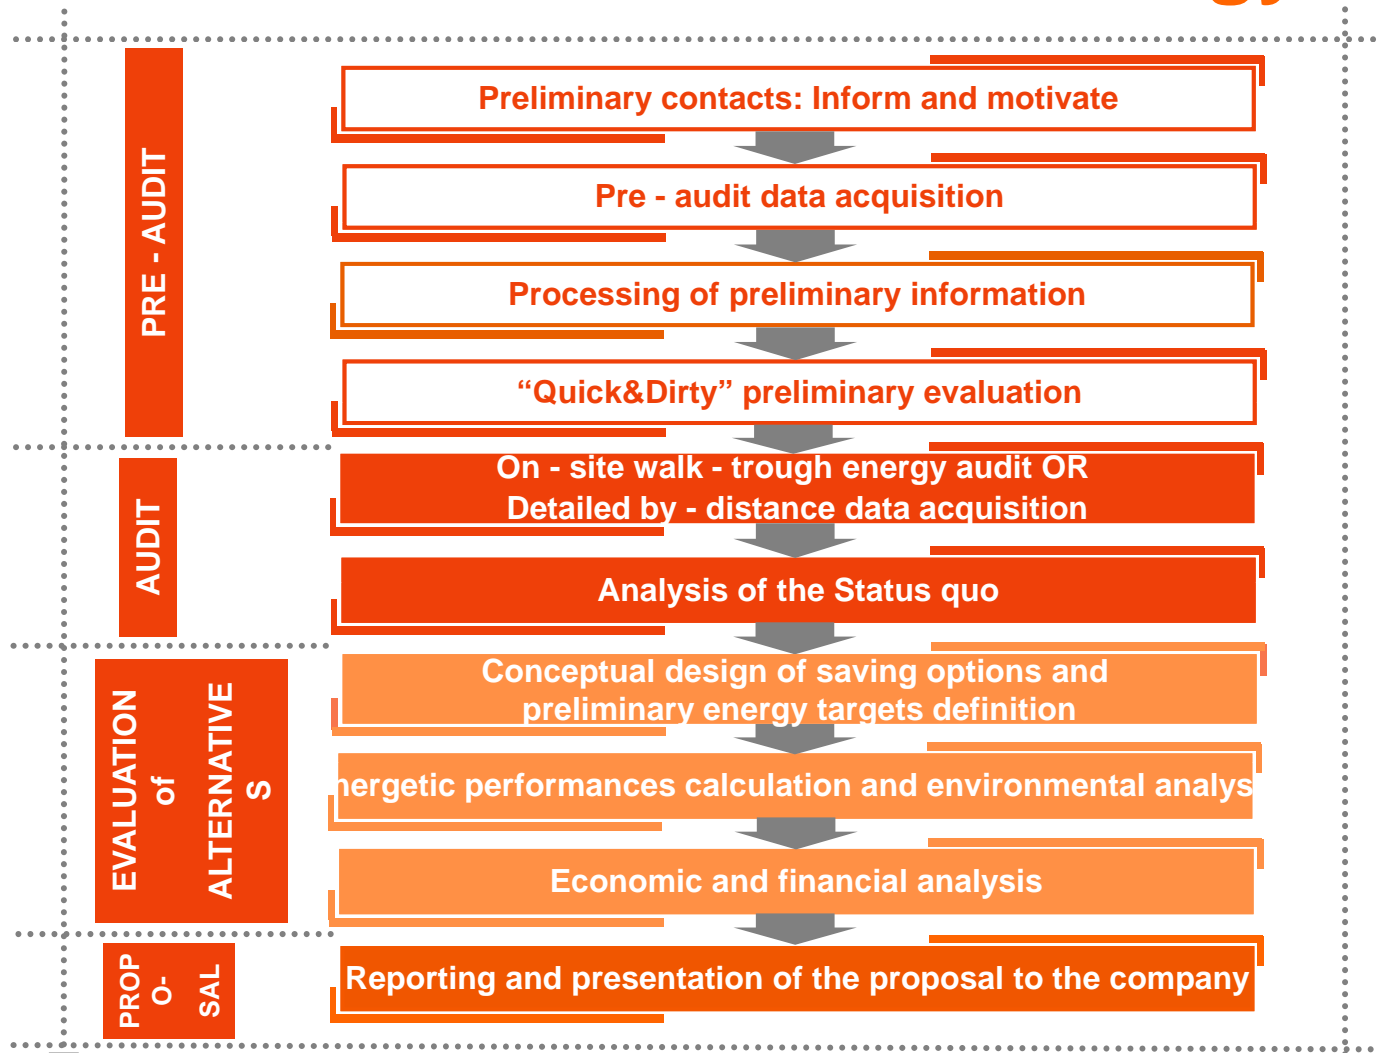 gy
PRE - AUDIT
Preliminary contacts: Inform and motivate
Pre - audit data acquisition
Processing of preliminary information
“Quick&Dirty” preliminary evaluation
AUDIT
On - site walk - trough energy audit OR
Detailed by - distance data acquisition
Analysis of the Status quo
EVALUATION
of
ALTERNATIVE
S
Conceptual design of saving options and
preliminary energy targets definition
nergetic performances calculation and environmental analys
Economic and financial analysis
PROP
O-
SAL
Reporting and presentation of the proposal to the company